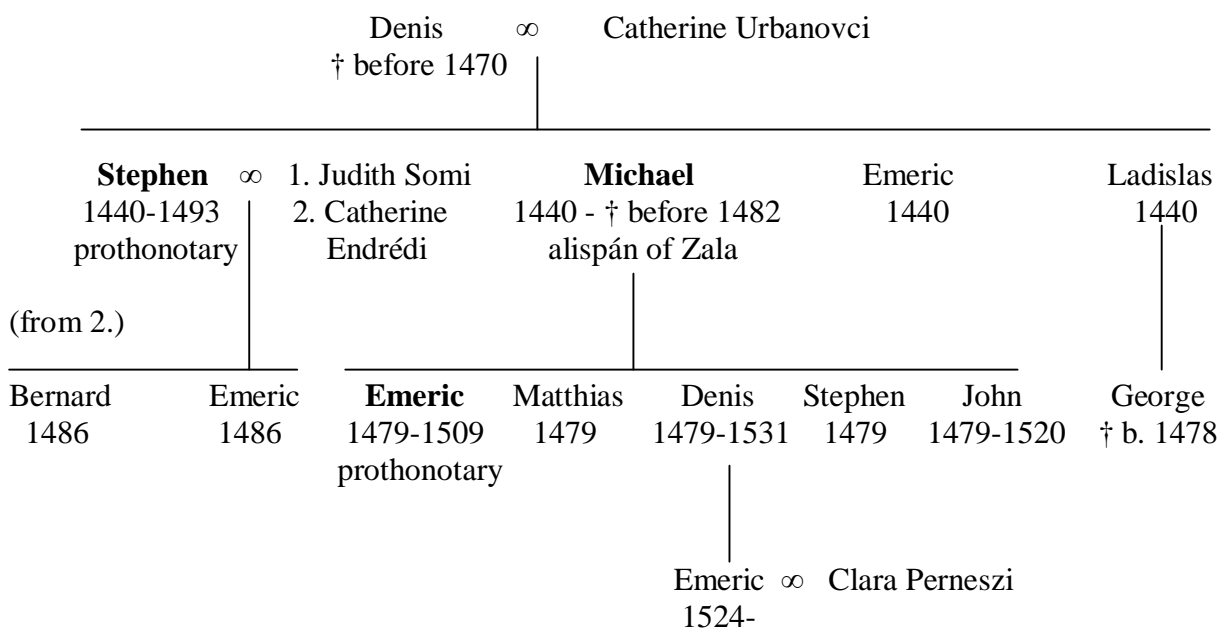 Denis ∞ Catherine Urbanovci
† before 1470
Stephen ∞ 1. Judith Somi Michael Emeric Ladislas
1440-1493 2. Catherine 1440 - † before 1482 1440 1440
prothonotary Endrédi alispán of Zala
(from 2.)
Bernard Emeric Emeric Matthias Denis Stephen John George
1486 1486 1479-1509 1479 1479-1531 1479 1479-1520 † b. 1478
prothonotary
Emeric ∞ Clara Perneszi
1524-